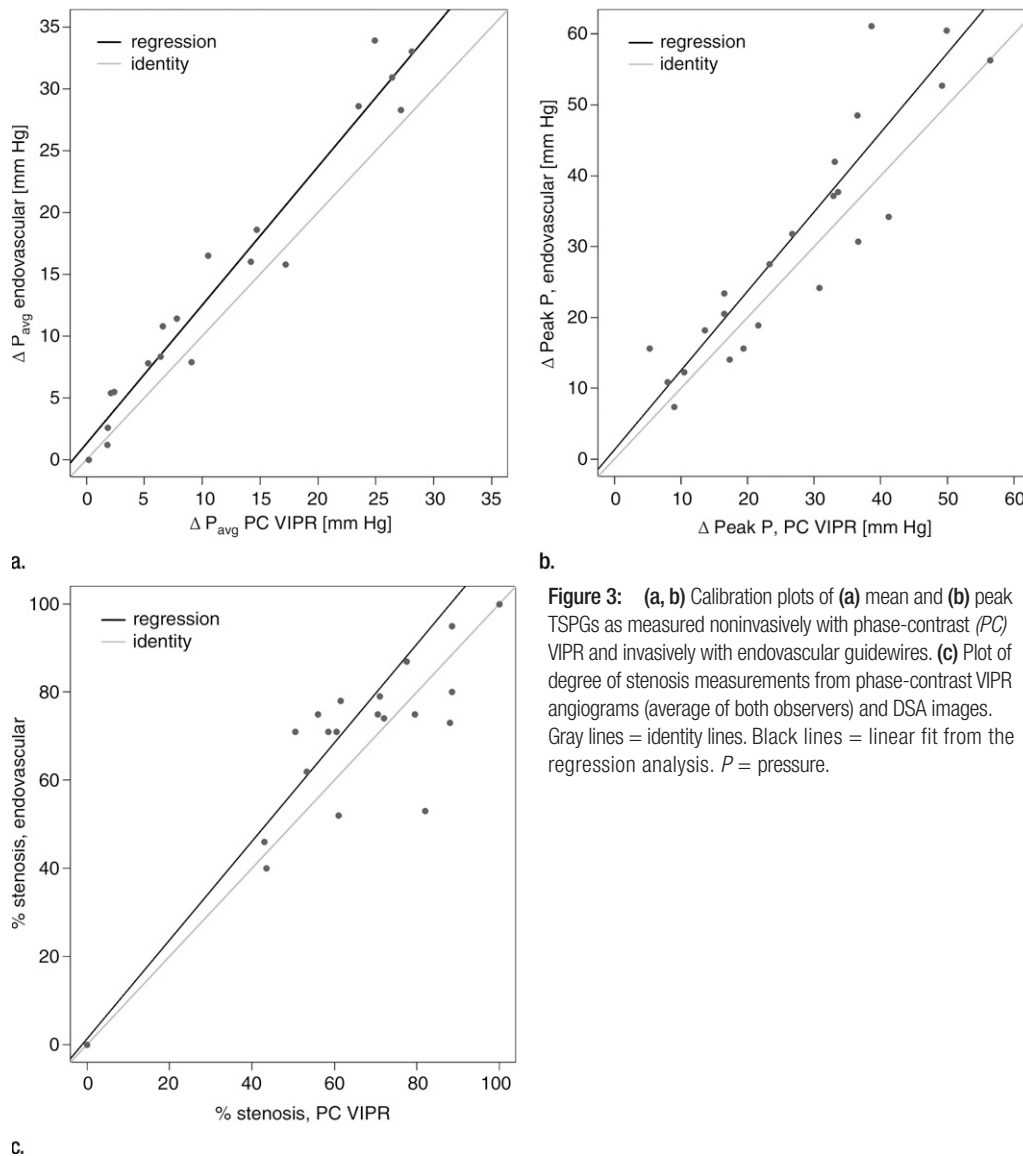 35
30
25
20
15
10
5
0
Δ Pavg endovascular [mm Hg]
regression
identity
0 5 10 15 20 25 30 35
Δ Pavg PC VIPR [mm Hg]
a.
60
50
40
30
20
10
0
Δ Peak P, endovascular [mm Hg]
regression
identity
0 10 20 30 40 50 60
Δ Peak P, PC VIPR [mm Hg]
b.
100
80
60
40
20
0
% stenosis, endovascular
regression
identity
0 20 40 60 80 100
% stenosis, PC VIPR
c.
Figure 3: (a, b) Calibration plots of (a) mean and (b) peak
TSPGs as measured noninvasively with phase-contrast (PC)
VIPR and invasively with endovascular guidewires. (c) Plot of
degree of stenosis measurements from phase-contrast VIPR
angiograms (average of both observers) and DSA images.
Gray lines = identity lines. Black lines = linear fit from the
regression analysis. P = pressure.